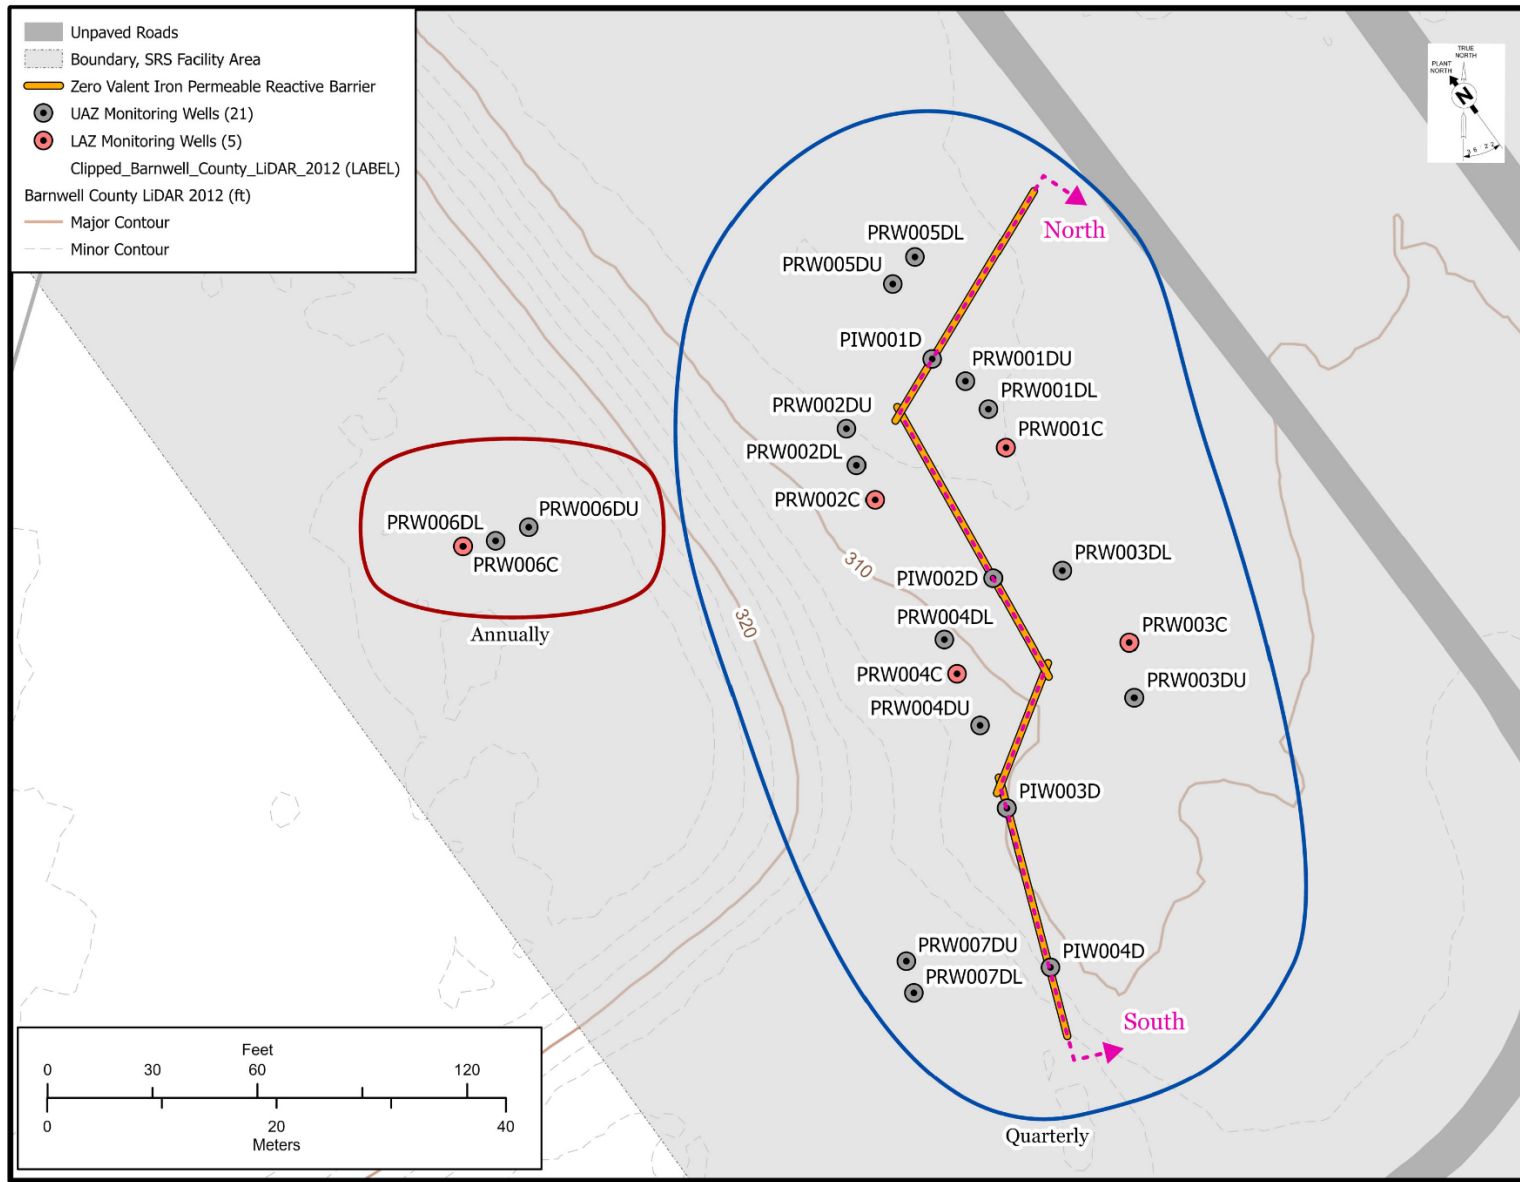 Unpaved Roads
Boundary, SRS Facility Area
Zero Valent Iron Permeable Reactive Barrier
UAZ Monitoring Wells (21)
LAZ Monitoring Wells (5)
Clipped_Barnwell_County_LiDAR_2012 (LABEL)
Barnwell County LiDAR 2012 (ft)
Major Contour
Minor Contour
TRUE
NORTH
PLANT
NORTH
N
North
PRW005DL
PRW005DU
PIW001D
PRW001DU
PRW001DL
PRW001C
PRW002DU
PRW002DL
PRW002C
PRW006DU
PRW006DL
PRW006C
Annually
310
320
PIW002D
PRW003DL
PRW004DL
PRW003C
PRW004C
PRW003DU
PRW004DU
PIW003D
PRW007DU
PIW004D
PRW007DL
South
Quarterly
Feet
0 30 60 120
0 20 40
Meters